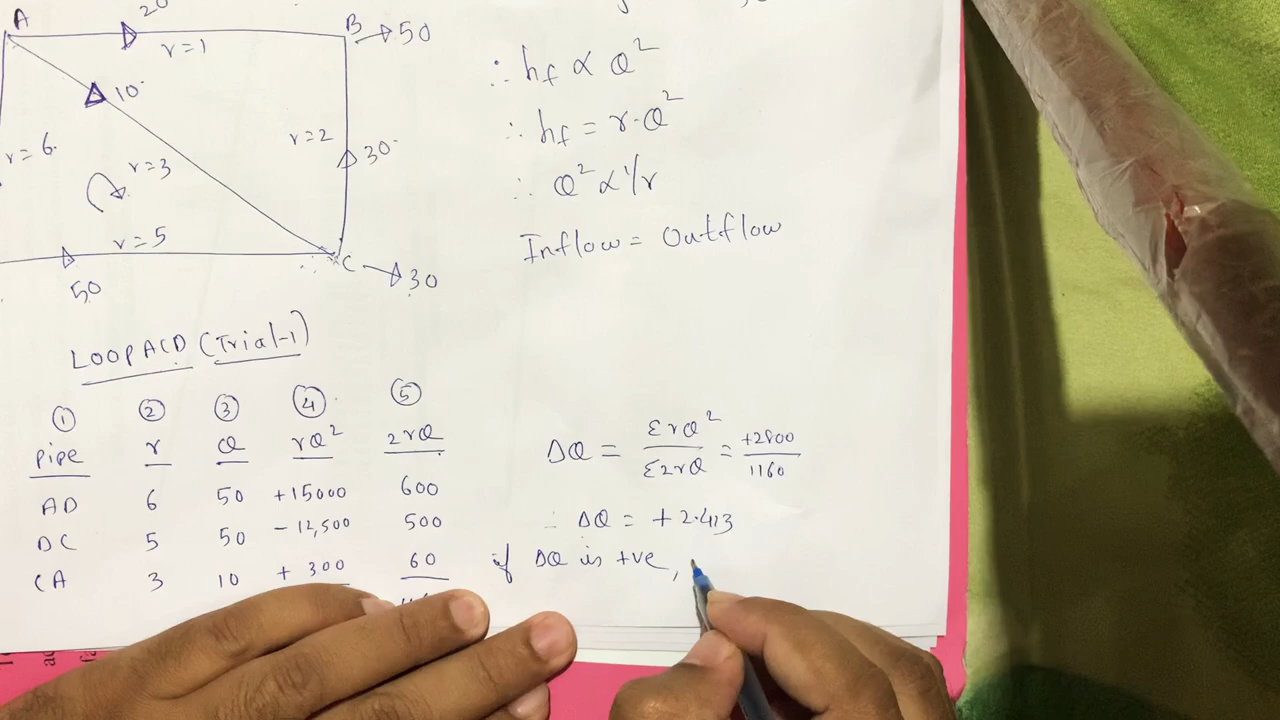 A
20
B
50
r=1
10
r=6
r=3
r=2
30
r=5
C
30
50
∴ hf ∝ Q²
∴ hf = r·Q²
∴ Q² ∝ 1/r
Inflow = Outflow
LOOP ACD (Trial-1)
① ② ③ ④ ⑤
Pipe r Q rQ² 2rQ
AD 6 50 +15000 600
DC 5 50 -12,500 500
CA 3 10 + 300 60
ΔQ = ΣrQ² / Σ2rQ = +2800 / 1160
∴ ΔQ = +2.413
if ΔQ is +ve,